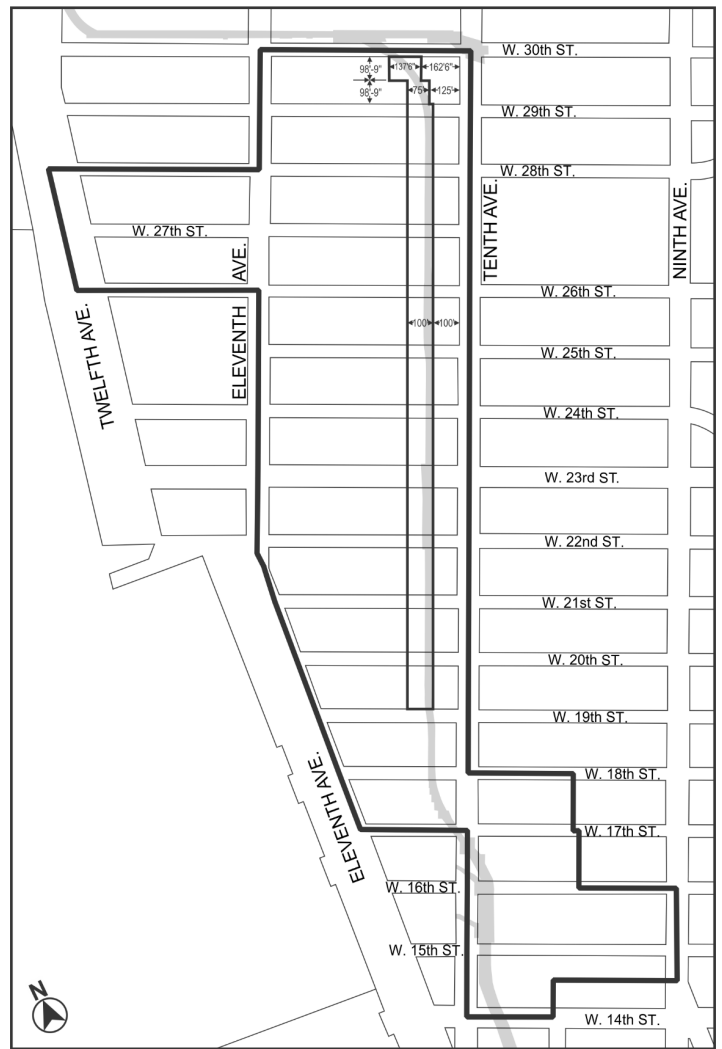 W. 30th ST.
98'-9"
137'6"
162'6"
98'-9"
75'
125'
W. 29th ST.
W. 28th ST.
W. 27th ST.
TENTH AVE.
NINTH AVE.
ELEVENTH AVE.
W. 26th ST.
TWELFTH AVE.
100'
100'
W. 25th ST.
W. 24th ST.
W. 23rd ST.
W. 22nd ST.
W. 21st ST.
W. 20th ST.
W. 19th ST.
ELEVENTH AVE.
W. 18th ST.
W. 17th ST.
W. 16th ST.
W. 15th ST.
N
W. 14th ST.